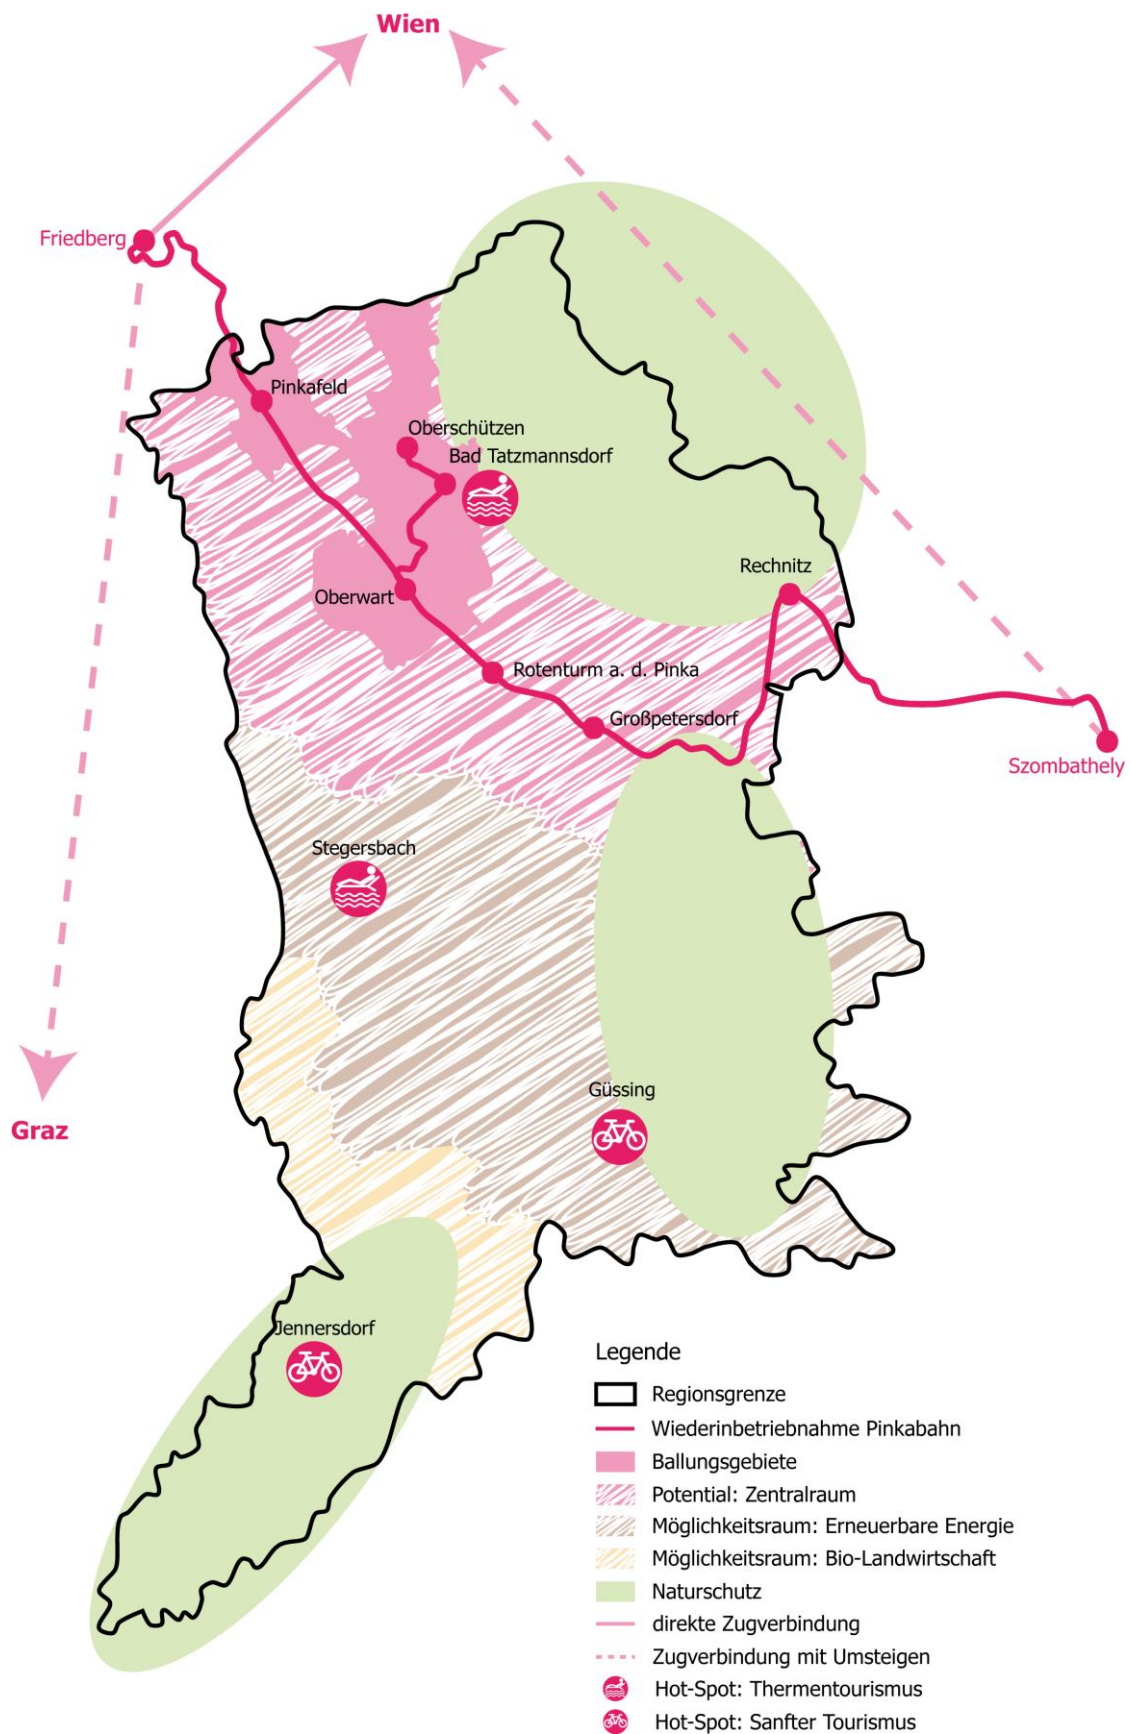 Wien
Friedberg
Pinkafeld
Oberschützen
Bad Tatzmannsdorf
Rechnitz
Oberwart
Rotenturm a. d. Pinka
Großpetersdorf
Szombathely
Stegersbach
Güssing
Graz
Jennersdorf
Legende
Regionsgrenze
Wiederinbetriebnahme Pinkabahn
Ballungsgebiete
Potential: Zentralraum
Möglichkeitsraum: Erneuerbare Energie
Möglichkeitsraum: Bio-Landwirtschaft
Naturschutz
direkte Zugverbindung
Zugverbindung mit Umsteigen
Hot-Spot: Thermentourismus
Hot-Spot: Sanfter Tourismus